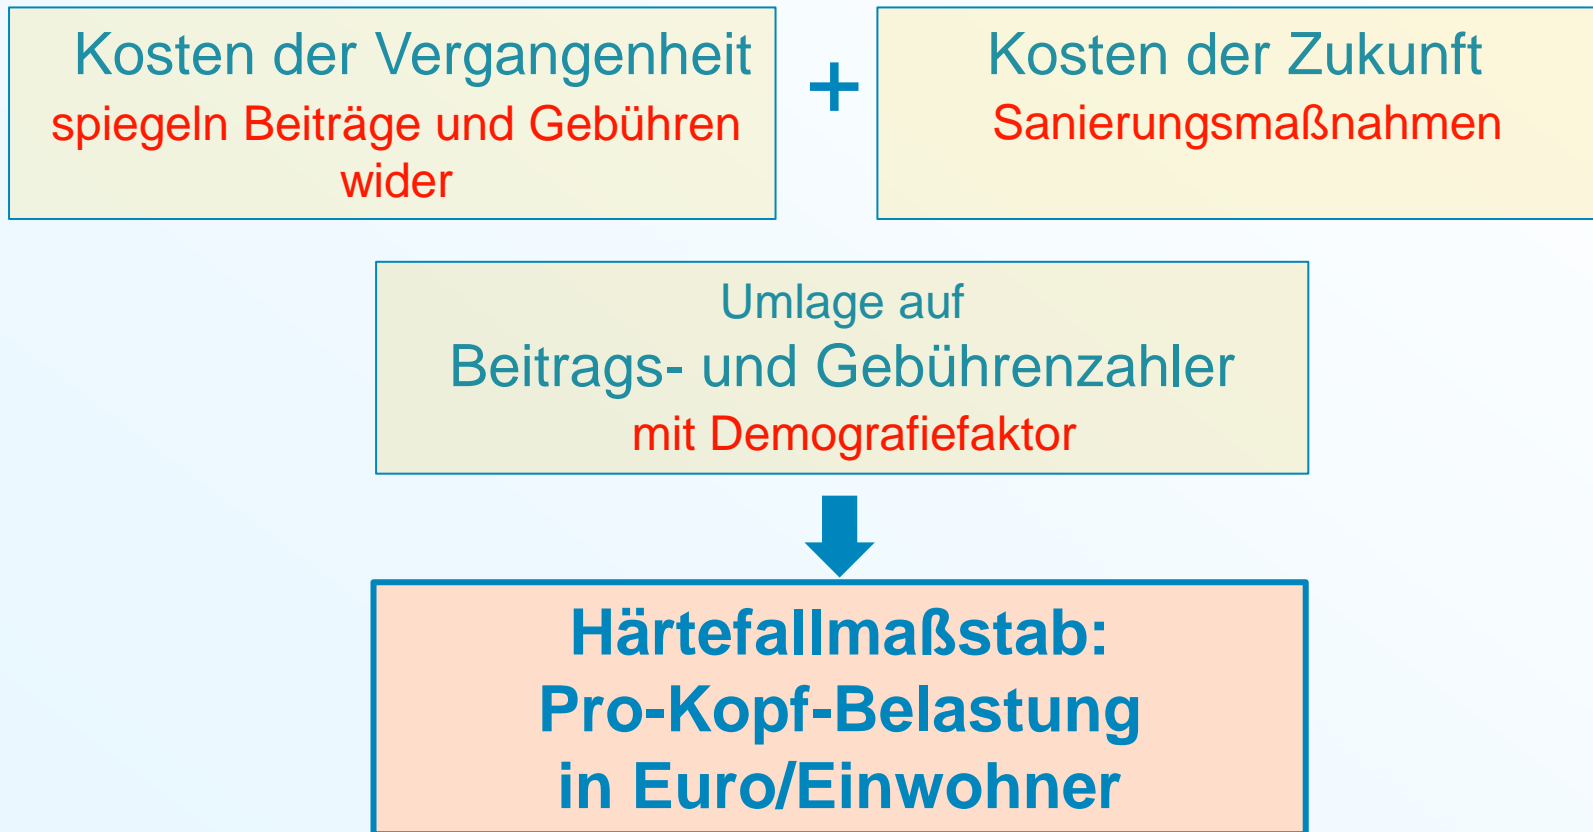 Kosten der Vergangenheit
spiegeln Beiträge und Gebühren
wider
+
Kosten der Zukunft
Sanierungsmaßnahmen
Umlage auf
Beitrags- und Gebührenzahler
mit Demografiefaktor
Härtefallmaßstab:
Pro-Kopf-Belastung
in Euro/Einwohner